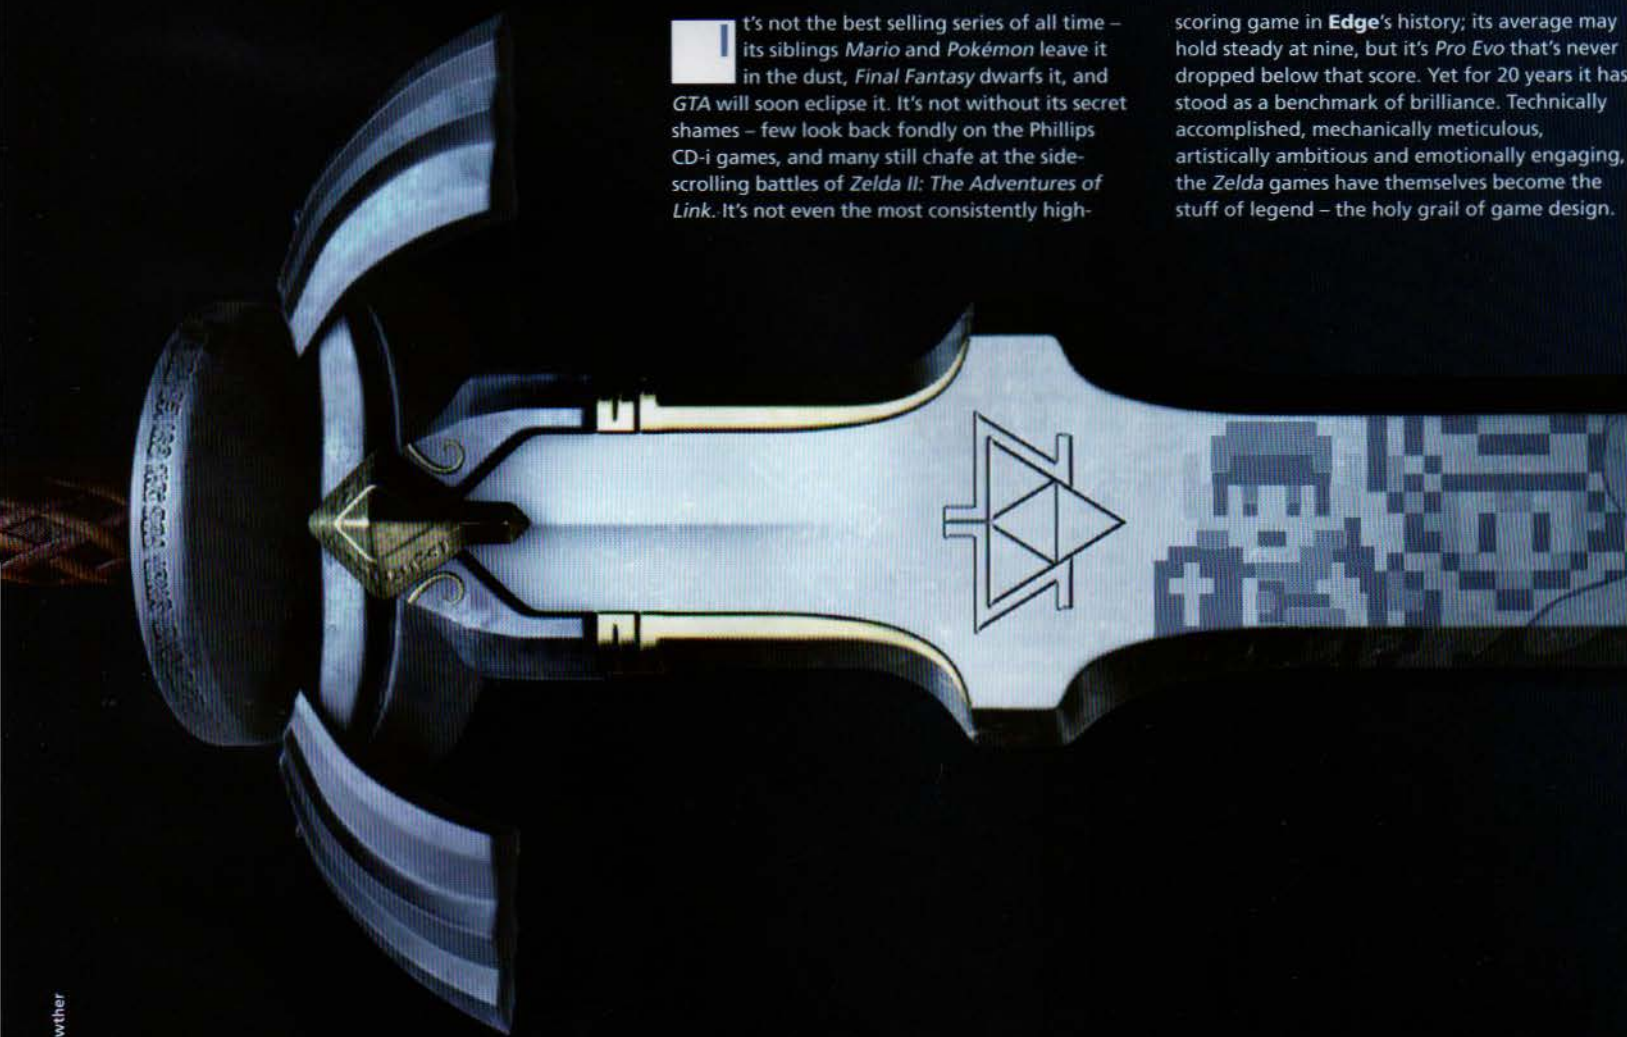 It's not the best selling series of all time –
its siblings Mario and Pokémon leave it
in the dust, Final Fantasy dwarfs it, and
GTA will soon eclipse it. It's not without its secret
shames – few look back fondly on the Phillips
CD-i games, and many still chafe at the side-
scrolling battles of Zelda II: The Adventures of
Link. It's not even the most consistently high-
scoring game in Edge's history; its average may
hold steady at nine, but it's Pro Evo that's never
dropped below that score. Yet for 20 years it has
stood as a benchmark of brilliance. Technically
accomplished, mechanically meticulous,
artistically ambitious and emotionally engaging,
the Zelda games have themselves become the
stuff of legend – the holy grail of game design.
wther